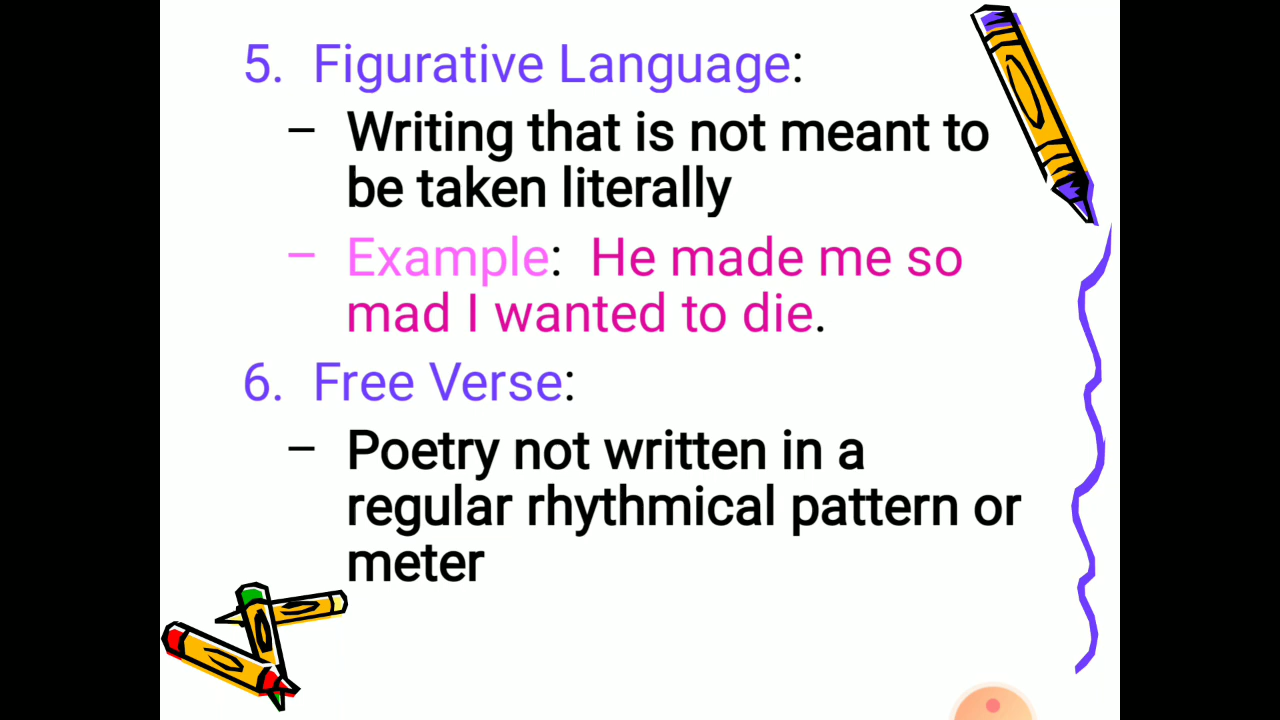 5. Figurative Language:
– Writing that is not meant to
be taken literally
– Example: He made me so
mad I wanted to die.
6. Free Verse:
– Poetry not written in a
regular rhythmical pattern or
meter